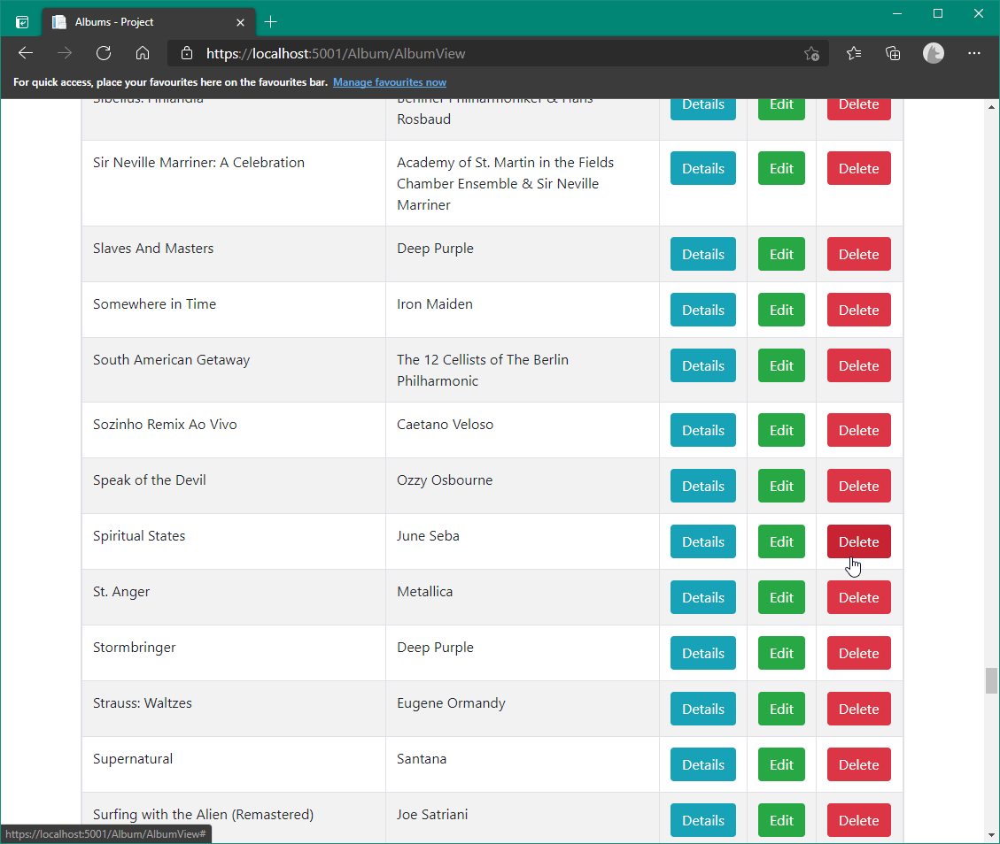 Albums - Project
https://localhost:5001/Album/AlbumView
For quick access, place your favourites here on the favourites bar. Manage favourites now
Sibelius: Finlandia Berliner Philharmoniker & Hans Details Edit Delete
Rosbaud
Sir Neville Marriner: A Celebration Academy of St. Martin in the Fields Details Edit Delete
Chamber Ensemble & Sir Neville
Marriner
Slaves And Masters Deep Purple Details Edit Delete
Somewhere in Time Iron Maiden Details Edit Delete
South American Getaway The 12 Cellists of The Berlin Details Edit Delete
Philharmonic
Sozinho Remix Ao Vivo Caetano Veloso Details Edit Delete
Speak of the Devil Ozzy Osbourne Details Edit Delete
Spiritual States June Seba Details Edit Delete
St. Anger Metallica Details Edit Delete
Stormbringer Deep Purple Details Edit Delete
Strauss: Waltzes Eugene Ormandy Details Edit Delete
Supernatural Santana Details Edit Delete
Surfing with the Alien (Remastered) Joe Satriani Details Edit Delete
https://localhost:5001/Album/AlbumView#